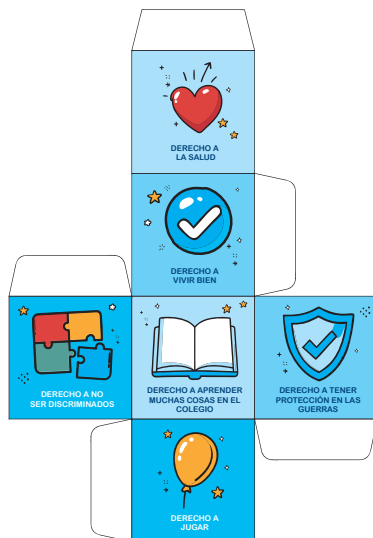 DERECHO A
LA SALUD
DERECHO A
VIVIR BIEN
DERECHO A NO
SER DISCRIMINADOS
DERECHO A APRENDER
MUCHAS COSAS EN EL
COLEGIO
DERECHO A TENER
PROTECCIÓN EN LAS
GUERRAS
DERECHO A
JUGAR